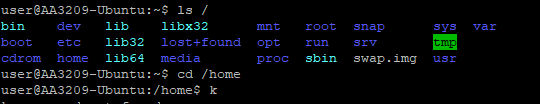 user@AA3209-Ubuntu:~$ ls /
bin dev lib libx32 mnt root snap sys var
boot etc lib32 lost+found opt run srv tmp
cdrom home lib64 media proc sbin swap.img usr
user@AA3209-Ubuntu:~$ cd /home
user@AA3209-Ubuntu:/home$ k